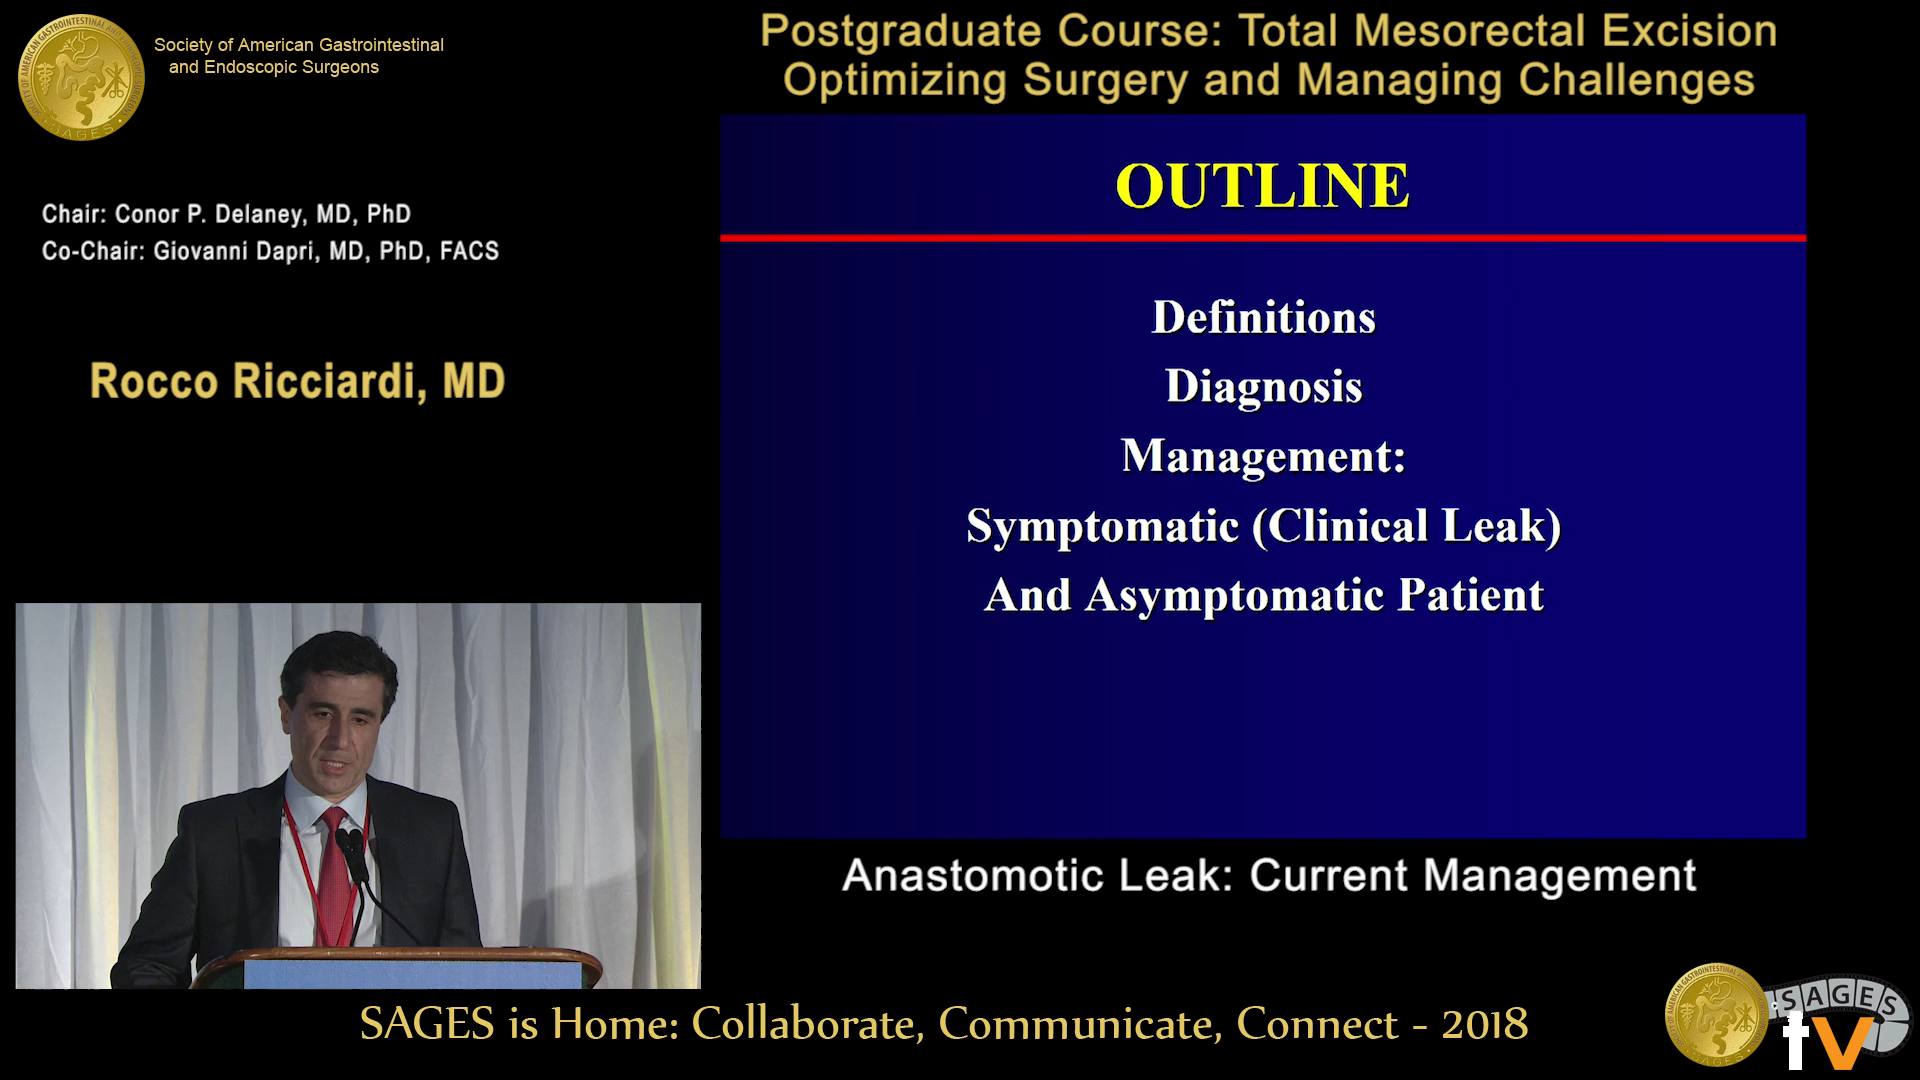 Society of American Gastrointestinal
and Endoscopic Surgeons
Postgraduate Course: Total Mesorectal Excision
Optimizing Surgery and Managing Challenges
Chair: Conor P. Delaney, MD, PhD
Co-Chair: Giovanni Dapri, MD, PhD, FACS
Rocco Ricciardi, MD
OUTLINE
Definitions
Diagnosis
Management:
Symptomatic (Clinical Leak)
And Asymptomatic Patient
Anastomotic Leak: Current Management
SAGES is Home: Collaborate, Communicate, Connect - 2018
SAGES
tv